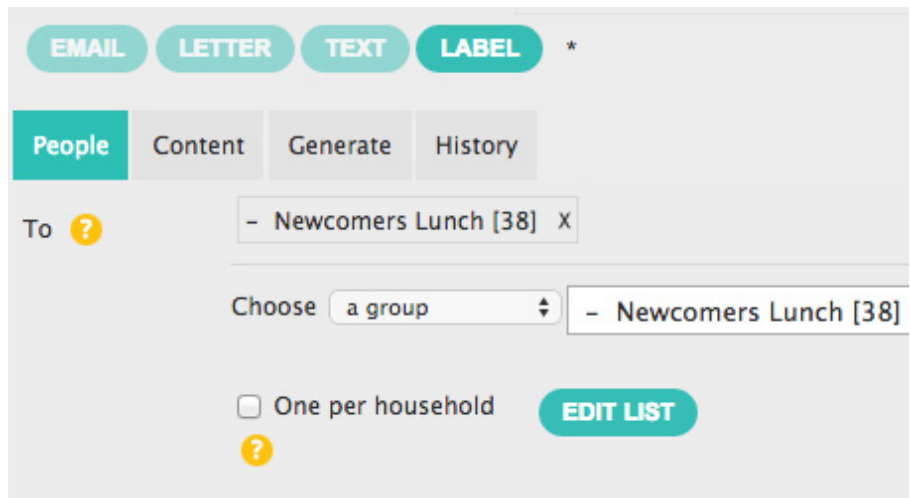 EMAIL LETTER TEXT LABEL *
People Content Generate History
To ? – Newcomers Lunch [38] X
Choose a group – Newcomers Lunch [38]
One per household EDIT LIST
?